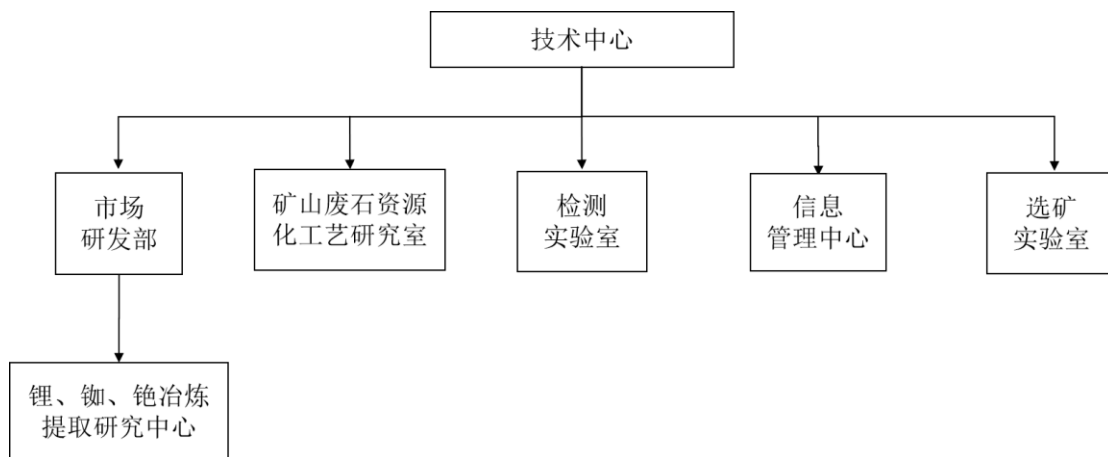 技术中心
市场
研发部
矿山废石资源
化工艺研究室
检测
实验室
信息
管理中心
选矿
实验室
锂、铷、铯冶炼
提取研究中心